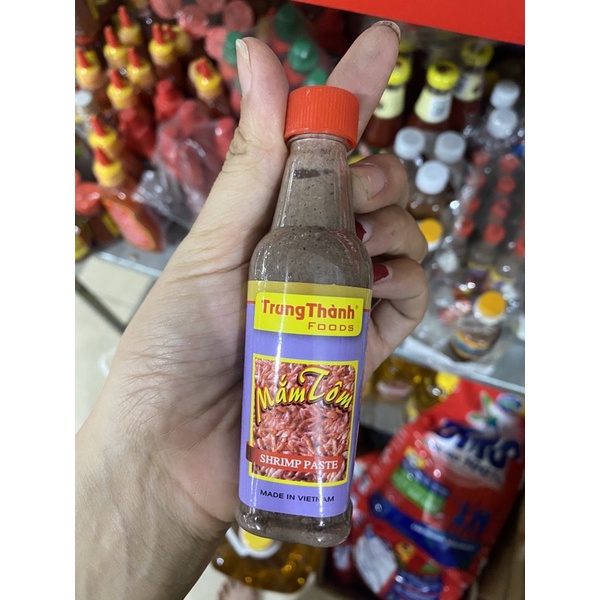 TrungThành®
FOODS
Mắm Tôm
SHRIMP PASTE
MADE IN VIETNAM